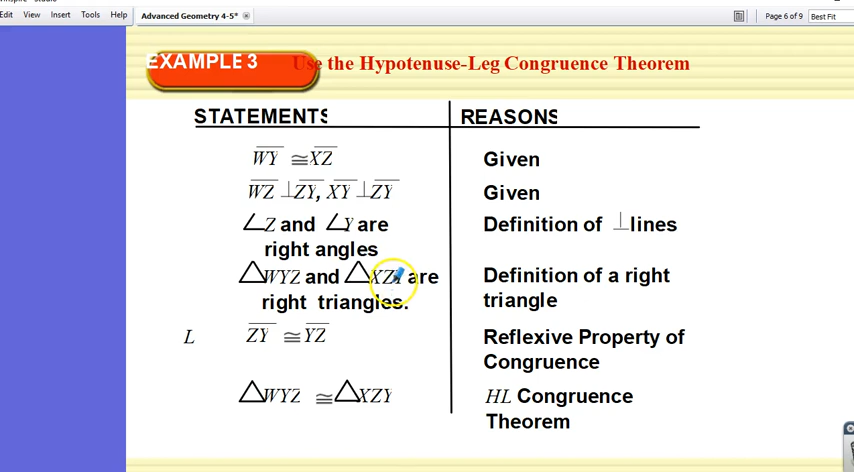 Edit View Insert Tools Help
Advanced Geometry 4-5*
Page 6 of 9 Best Fit
EXAMPLE 3 Use the Hypotenuse-Leg Congruence Theorem
STATEMENTS REASONS
WY ≅ XZ Given
WZ ⊥ ZY, XY ⊥ ZY Given
∠Z and ∠Y are Definition of ⊥ lines
right angles
△WYZ and △XZY are Definition of a right
right triangles. triangle
L ZY ≅ YZ Reflexive Property of
Congruence
△WYZ ≅ △XZY HL Congruence
Theorem